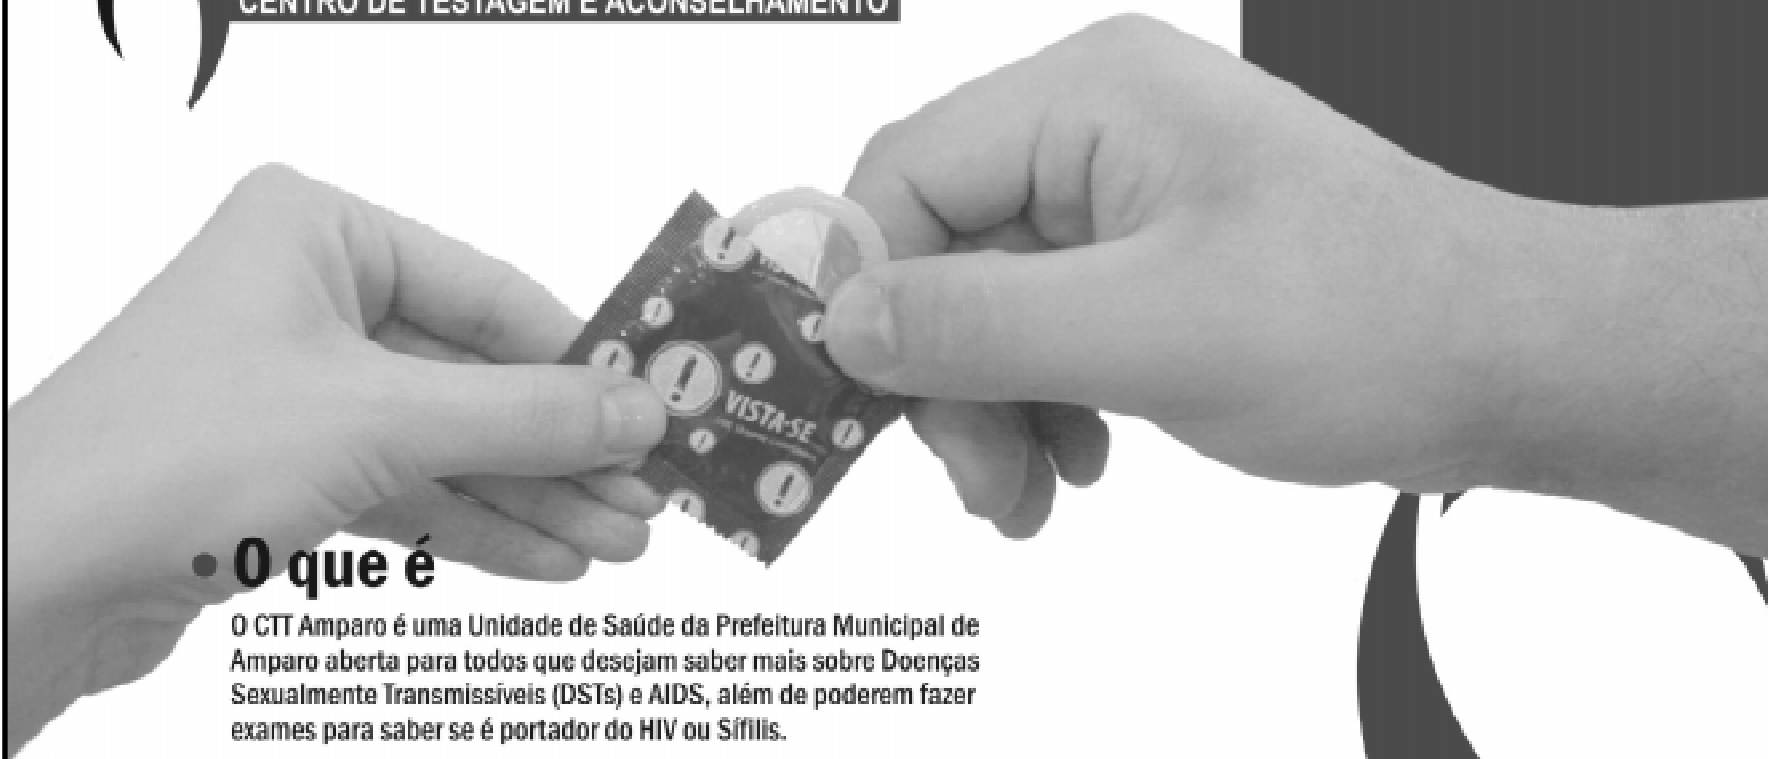 CENTRO DE TESTAGEM E ACONSELHAMENTO
VISTA-SE
• O que é
O CTT Amparo é uma Unidade de Saúde da Prefeitura Municipal de
Amparo aberta para todos que desejam saber mais sobre Doenças
Sexualmente Transmissíveis (DSTs) e AIDS, além de poderem fazer
exames para saber se é portador do HIV ou Sífilis.